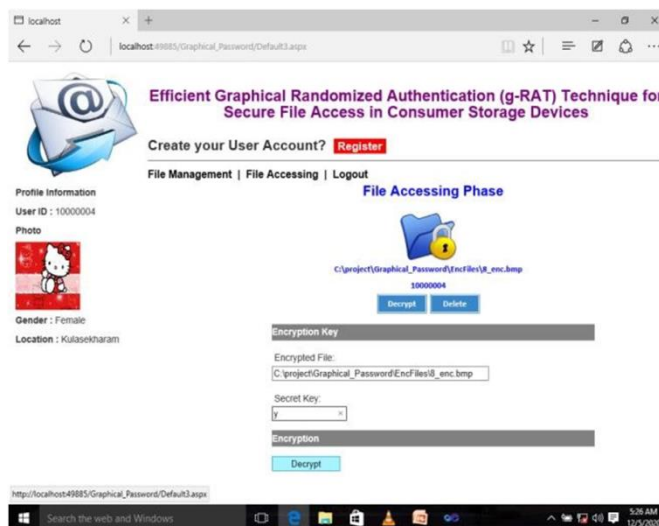 localhost
localhost:49885/Graphical_Password/Default3.aspx
Efficient Graphical Randomized Authentication (g-RAT) Technique for
Secure File Access in Consumer Storage Devices
Create your User Account? Register
File Management | File Accessing | Logout
File Accessing Phase
Profile Information
User ID : 10000004
Photo
Gender : Female
Location : Kulasekharam
C:\project\Graphical_Password\EncFiles\8_enc.bmp
10000004
Decrypt Delete
Encryption Key
Encrypted File:
C:\project\Graphical_Password\EncFiles\8_enc.bmp
Secret Key:
y
Encryption
Decrypt
http://localhost:49885/Graphical_Password/Default3.aspx
Search the web and Windows
5:26 AM